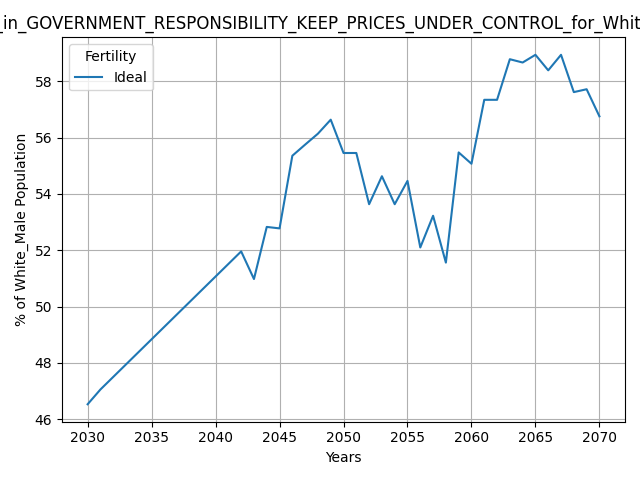 _in_GOVERNMENT_RESPONSIBILITY_KEEP_PRICES_UNDER_CONTROL_for_Whit
Fertility
Ideal
58
56
54
52
50
48
46
% of White_Male Population
2030 2035 2040 2045 2050 2055 2060 2065 2070
Years